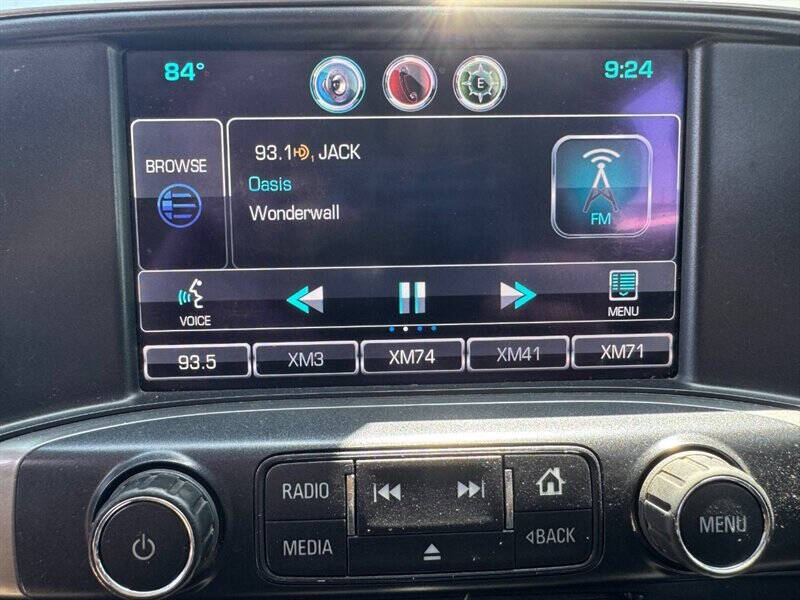 84° E 9:24
BROWSE
93.1 HD1 JACK
Oasis
Wonderwall
FM
VOICE
MENU
93.5 XM3 XM74 XM41 XM71
RADIO
MEDIA
BACK
MENU